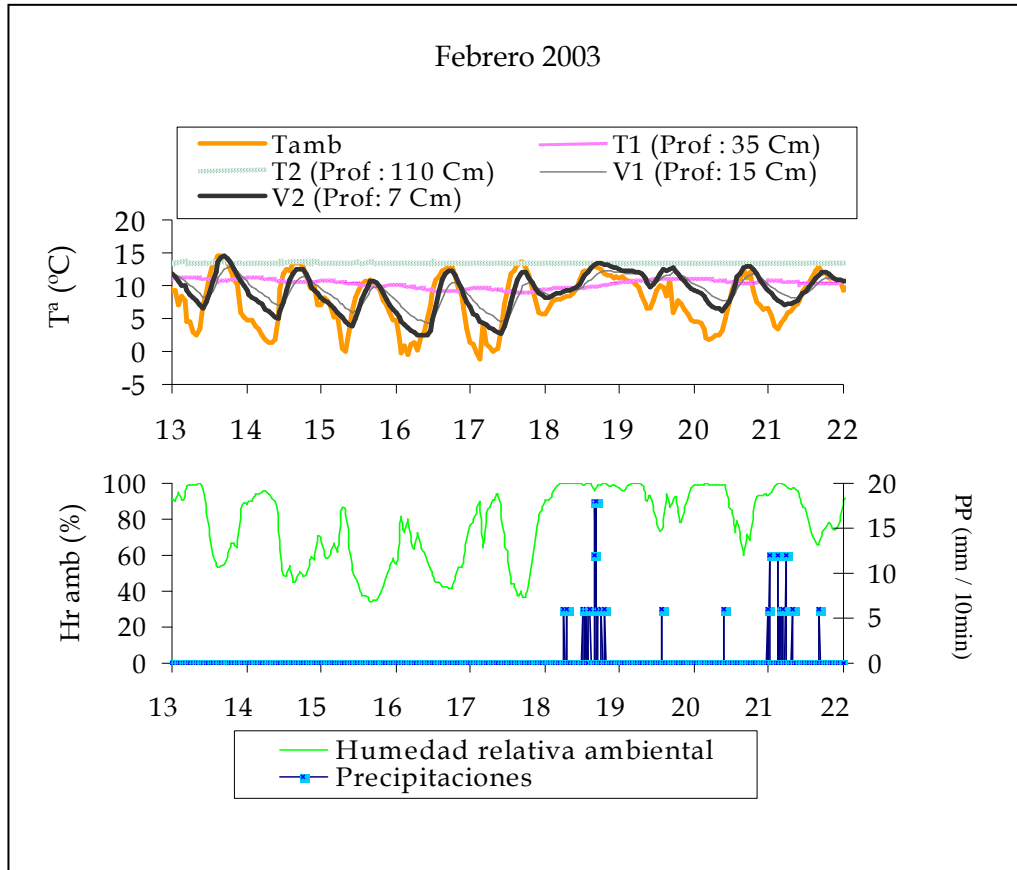 Febrero 2003
Tamb
T1 (Prof : 35 Cm)
T2 (Prof : 110 Cm)
V1 (Prof: 15 Cm)
V2 (Prof: 7 Cm)
Tª (ºC)
20
15
10
5
0
-5
13 14 15 16 17 18 19 20 21 22
Hr amb (%)
100
80
60
40
20
0
20
15
10
5
0
PP (mm / 10min)
13 14 15 16 17 18 19 20 21 22
Humedad relativa ambiental
Precipitaciones